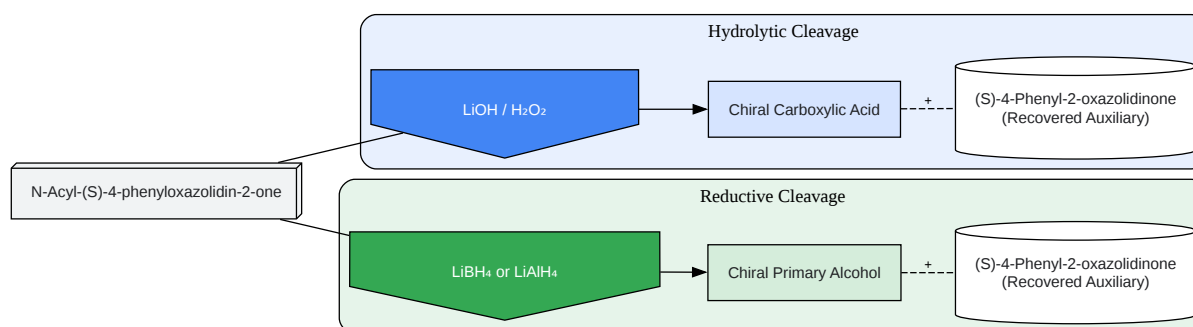 Hydrolytic Cleavage
LiOH / H₂O₂
Chiral Carboxylic Acid
+
(S)-4-Phenyl-2-oxazolidinone
(Recovered Auxiliary)
N-Acyl-(S)-4-phenyloxazolidin-2-one
Reductive Cleavage
LiBH₄ or LiAlH₄
Chiral Primary Alcohol
+
(S)-4-Phenyl-2-oxazolidinone
(Recovered Auxiliary)